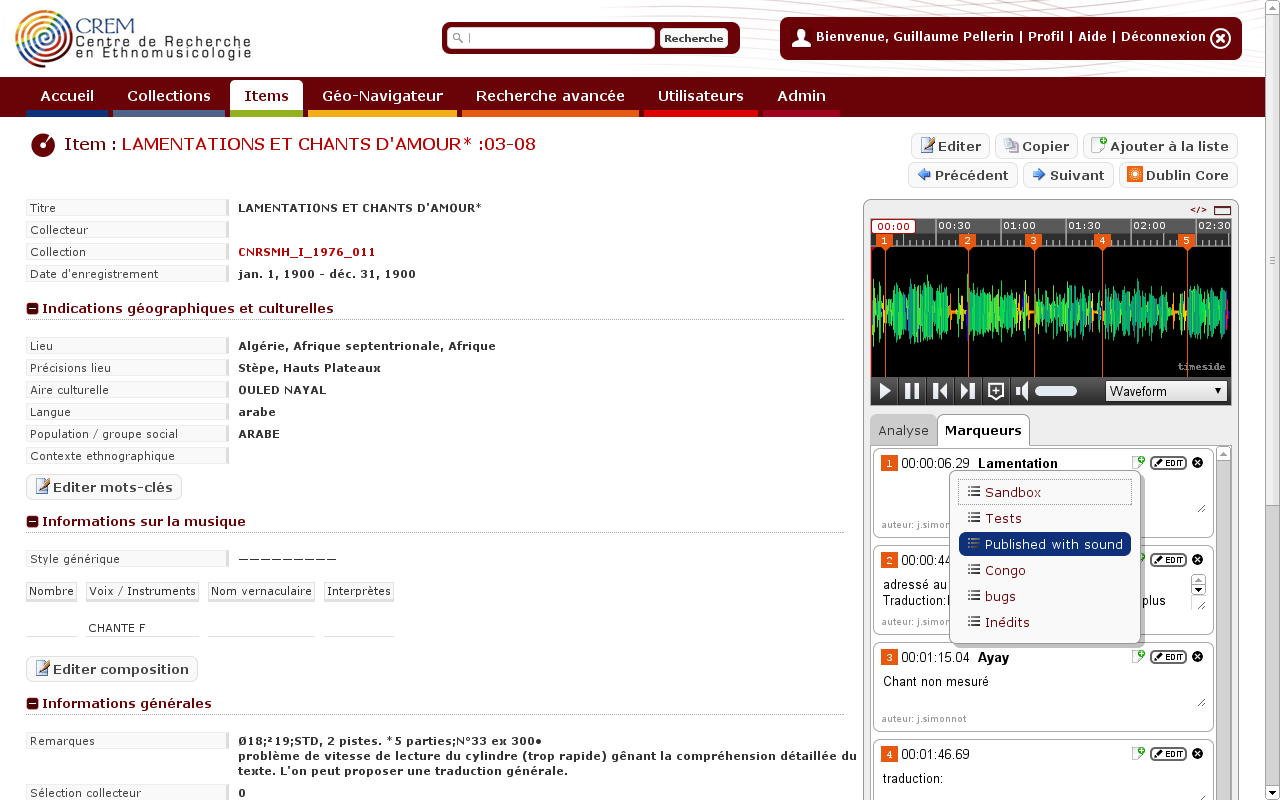 CREM
Centre de Recherche
en Ethnomusicologie
Recherche
Bienvenue, Guillaume Pellerin | Profil | Aide | Déconnexion
Accueil
Collections
Items
Géo-Navigateur
Recherche avancée
Utilisateurs
Admin
Item : LAMENTATIONS ET CHANTS D'AMOUR* :03-08
Editer
Copier
Ajouter à la liste
Précédent
Suivant
Dublin Core
Titre LAMENTATIONS ET CHANTS D'AMOUR*
Collecteur
Collection CNRSMH_I_1976_011
Date d'enregistrement jan. 1, 1900 - déc. 31, 1900
Indications géographiques et culturelles
Lieu Algérie, Afrique septentrionale, Afrique
Précisions lieu Stèpe, Hauts Plateaux
Aire culturelle OULED NAYAL
Langue arabe
Population / groupe social ARABE
Contexte ethnographique
Editer mots-clés
Informations sur la musique
Style générique —————————
Nombre Voix / Instruments Nom vernaculaire Interprètes
CHANTE F
Editer composition
Informations générales
Remarques Ø18;²19;STD, 2 pistes. *5 parties;N°33 ex 300•
problème de vitesse de lecture du cylindre (trop rapide) gênant la compréhension détaillée du
texte. L'on peut proposer une traduction générale.
Sélection collecteur 0
</>
00:00 00:30 01:00 01:30 02:00 02:30
1 2 3 4 5
timeside
Waveform
Analyse
Marqueurs
1 00:00:06.29 Lamentation EDIT
auteur: j.simon
Sandbox
Tests
Published with sound
Congo
bugs
Inédits
2 00:00:44 EDIT
adressé au
Traduction: plus
auteur: j.simon
3 00:01:15.04 Ayay EDIT
Chant non mesuré
auteur: j.simonnot
4 00:01:46.69 EDIT
traduction: